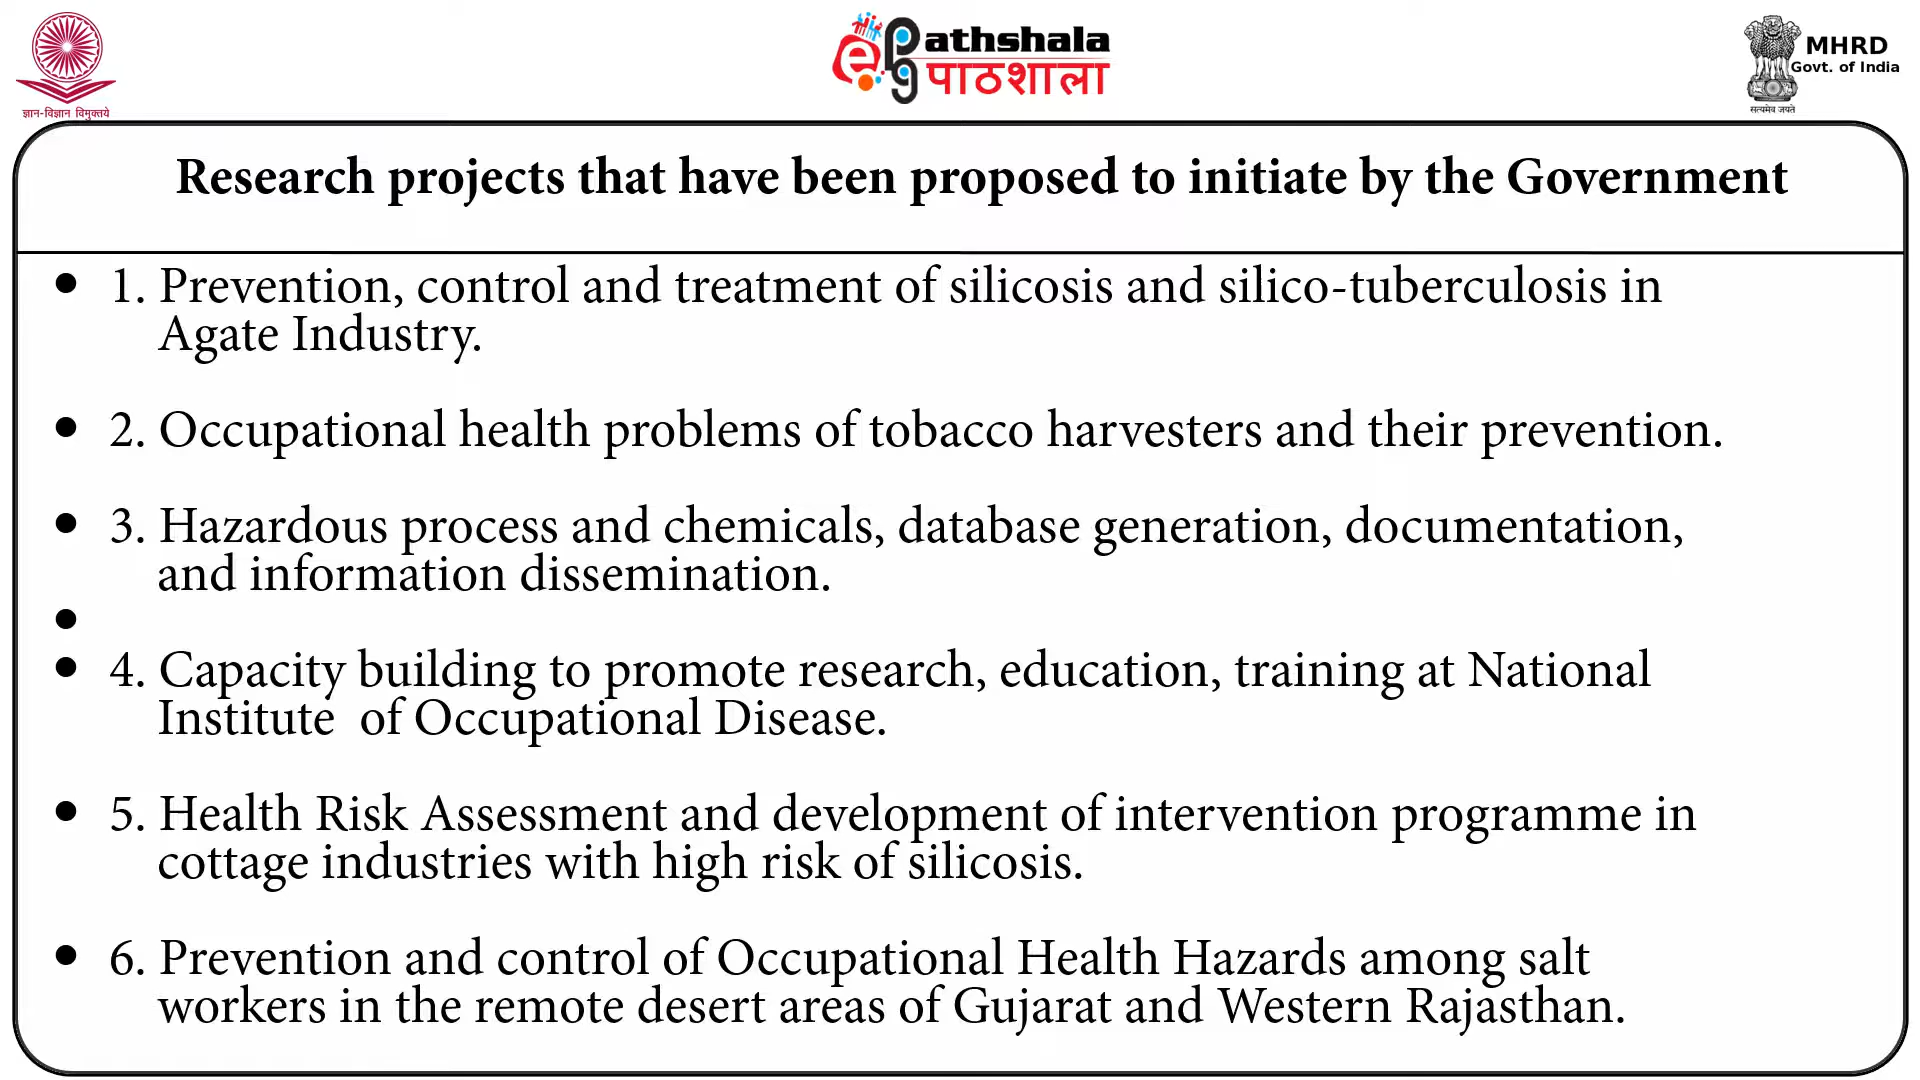 ज्ञान-विज्ञान विमुक्तये
ePathshala
पाठशाला
MHRD
Govt. of India
सत्यमेव जयते
Research projects that have been proposed to initiate by the Government
• 1. Prevention, control and treatment of silicosis and silico-tuberculosis in
Agate Industry.
• 2. Occupational health problems of tobacco harvesters and their prevention.
• 3. Hazardous process and chemicals, database generation, documentation,
and information dissemination.
•
• 4. Capacity building to promote research, education, training at National
Institute  of Occupational Disease.
• 5. Health Risk Assessment and development of intervention programme in
cottage industries with high risk of silicosis.
• 6. Prevention and control of Occupational Health Hazards among salt
workers in the remote desert areas of Gujarat and Western Rajasthan.